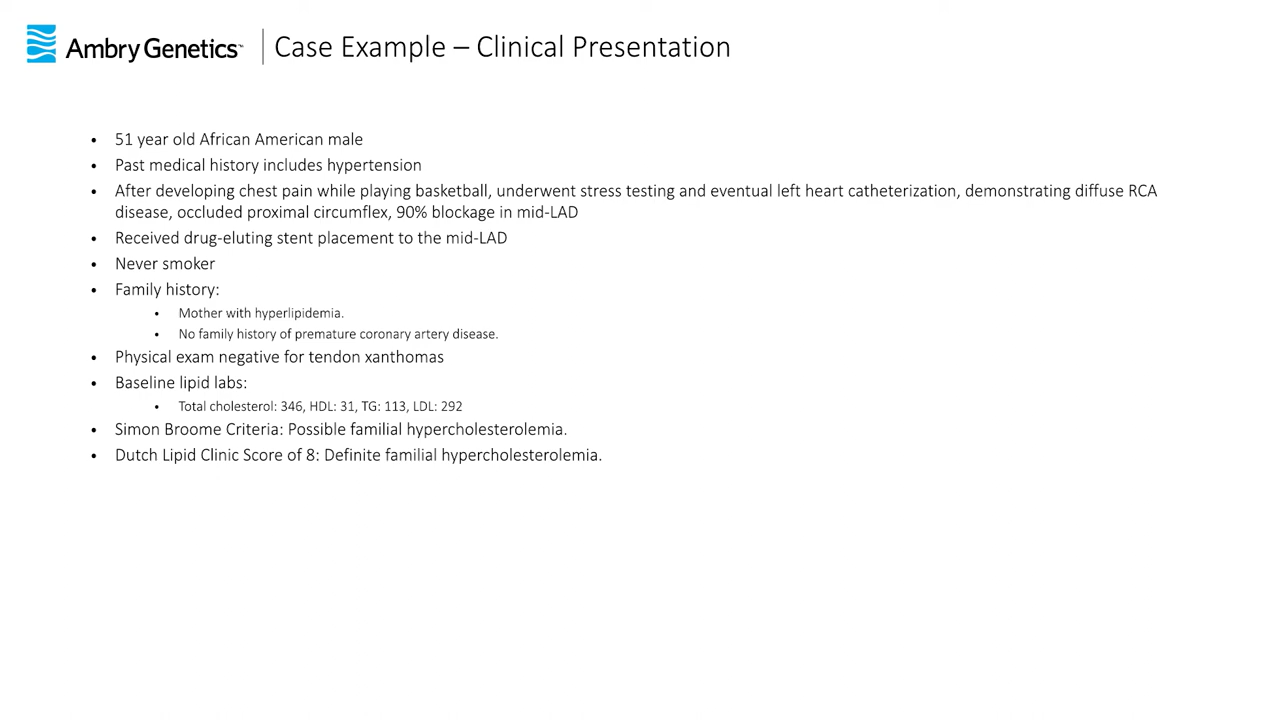 Ambry Genetics™
Case Example – Clinical Presentation
• 51 year old African American male
• Past medical history includes hypertension
• After developing chest pain while playing basketball, underwent stress testing and eventual left heart catheterization, demonstrating diffuse RCA
disease, occluded proximal circumflex, 90% blockage in mid-LAD
• Received drug-eluting stent placement to the mid-LAD
• Never smoker
• Family history:
• Mother with hyperlipidemia.
• No family history of premature coronary artery disease.
• Physical exam negative for tendon xanthomas
• Baseline lipid labs:
• Total cholesterol: 346, HDL: 31, TG: 113, LDL: 292
• Simon Broome Criteria: Possible familial hypercholesterolemia.
• Dutch Lipid Clinic Score of 8: Definite familial hypercholesterolemia.